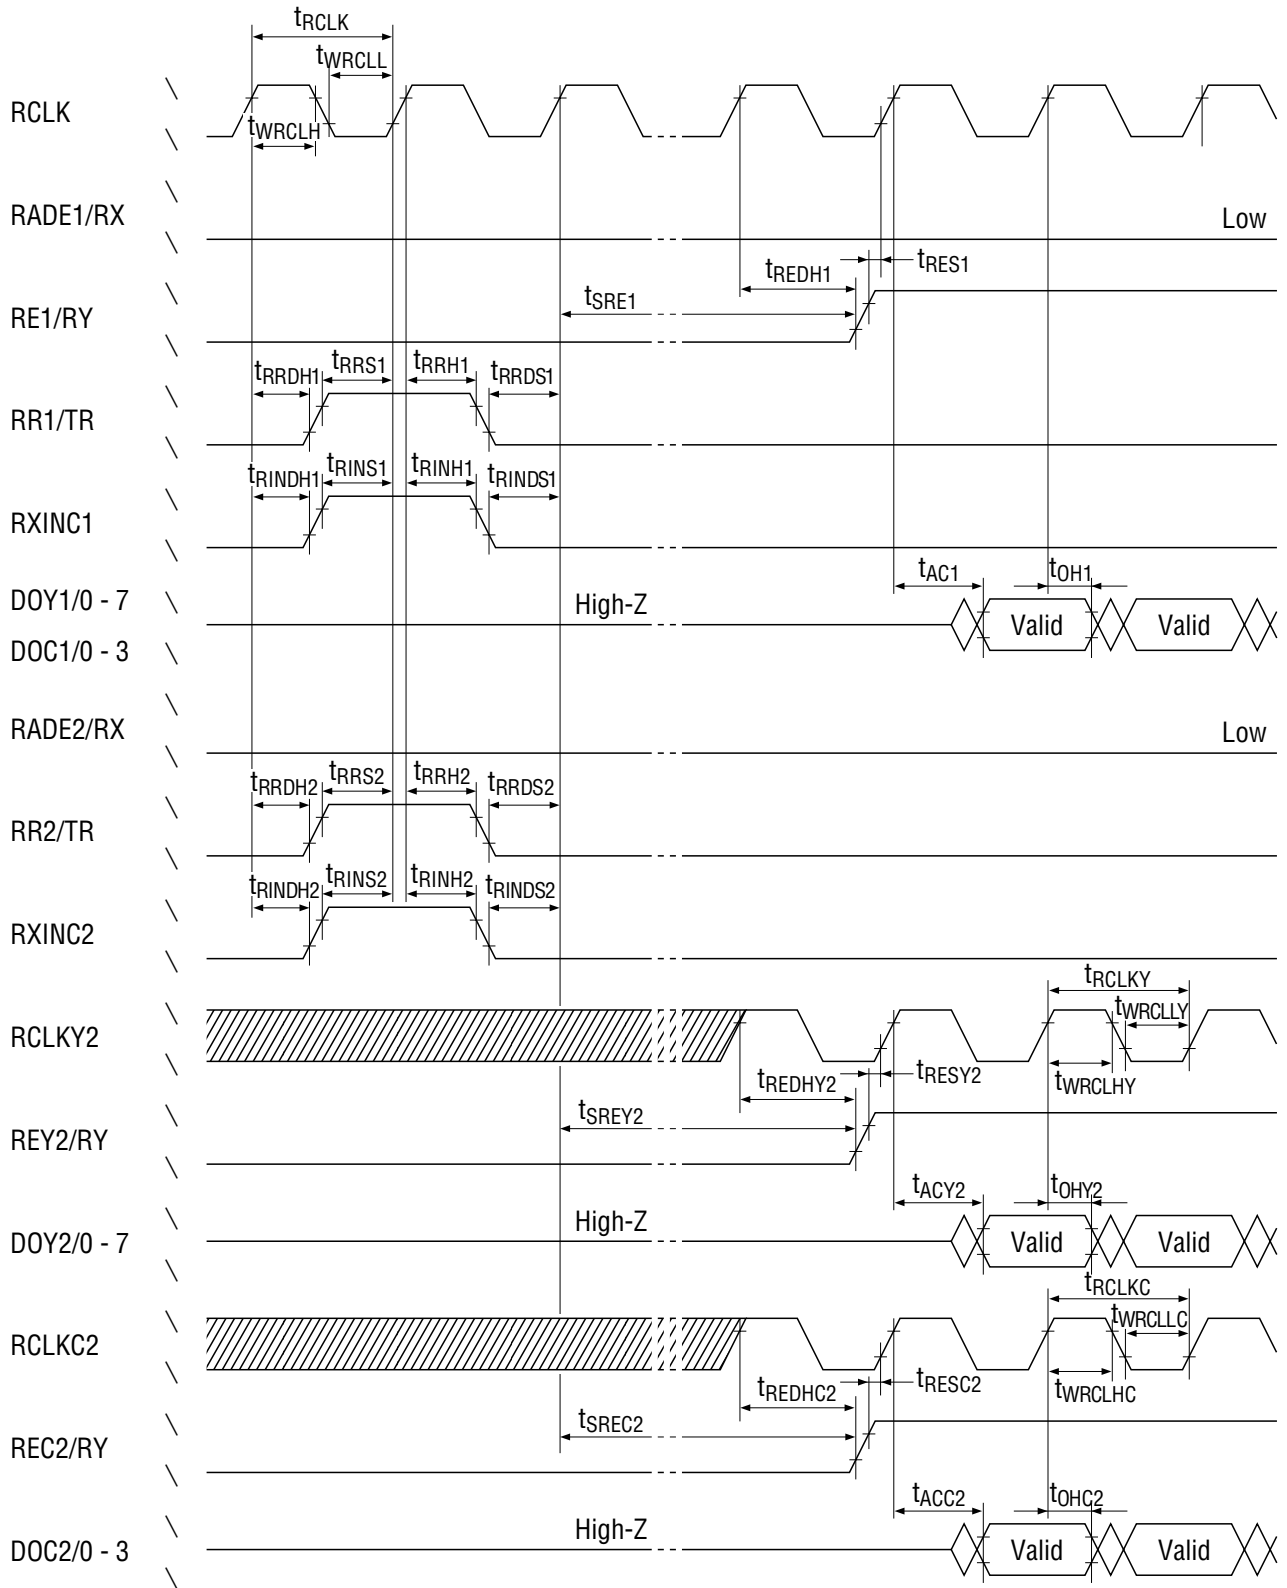 tRCLK
tWRCLL
RCLK
tWRCLH
RADE1/RX
Low
tREDH1
tRES1
RE1/RY
tSRE1
tRRDH1
tRRS1
tRRH1
tRRDS1
RR1/TR
tRINDH1
tRINS1
tRINH1
tRINDS1
RXINC1
DOY1/0 - 7
DOC1/0 - 3
High-Z
tAC1
tOH1
Valid
Valid
RADE2/RX
Low
tRRDH2
tRRS2
tRRH2
tRRDS2
RR2/TR
tRINDH2
tRINS2
tRINH2
tRINDS2
RXINC2
tRCLKY
tWRCLLY
RCLKY2
tREDHY2
tRESY2
tWRCLHY
REY2/RY
tSREY2
tACY2
tOHY2
DOY2/0 - 7
High-Z
Valid
Valid
tRCLKC
tWRCLLC
RCLKC2
tREDHC2
tRESC2
tWRCLHC
REC2/RY
tSREC2
tACC2
tOHC2
DOC2/0 - 3
High-Z
Valid
Valid